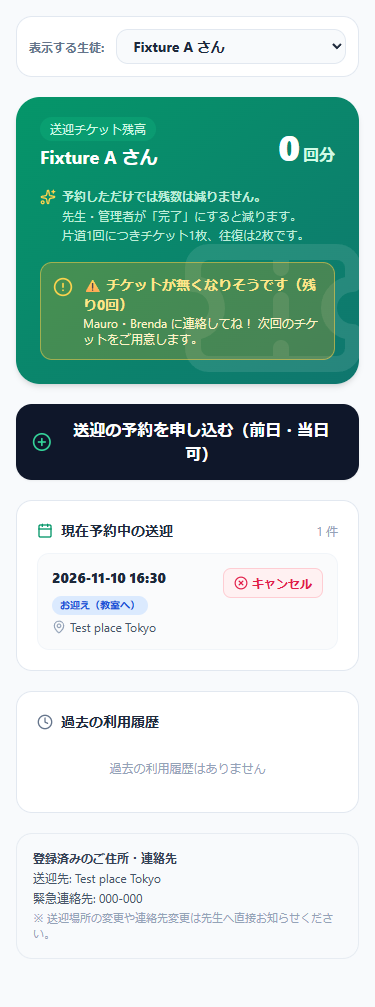 表示する生徒: Fixture A さん
送迎チケット残高
Fixture A さん
0 回分
予約しただけでは残数は減りません。
先生・管理者が「完了」にすると減ります。
片道1回につきチケット1枚、往復は2枚です。
⚠️ チケットが無くなりそうです（残
り0回）
Mauro・Brenda に連絡してね！ 次回のチケ
ットをご用意します。
送迎の予約を申し込む（前日・当日
可）
現在予約中の送迎
1 件
2026-11-10 16:30
キャンセル
お迎え（教室へ）
Test place Tokyo
過去の利用履歴
過去の利用履歴はありません
登録済みのご住所・連絡先
送迎先: Test place Tokyo
緊急連絡先: 000-000
※ 送迎場所の変更や連絡先変更は先生へ直接お知らせくださ
い。